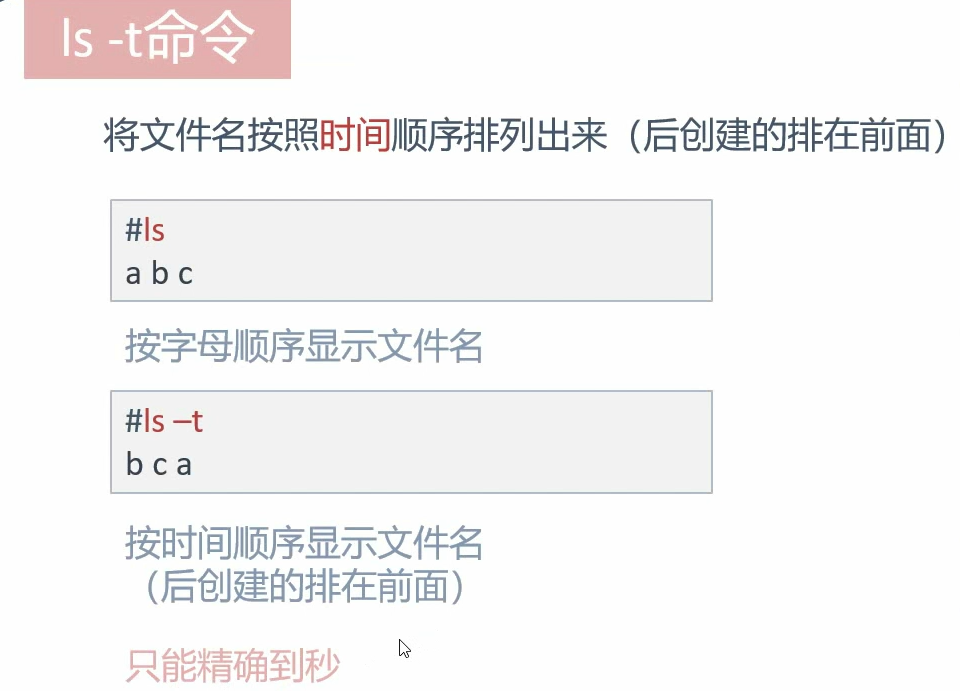 ls -t命令
将文件名按照时间顺序排列出来（后创建的排在前面）
#ls
a b c
按字母顺序显示文件名
#ls –t
b c a
按时间顺序显示文件名
（后创建的排在前面）
只能精确到秒